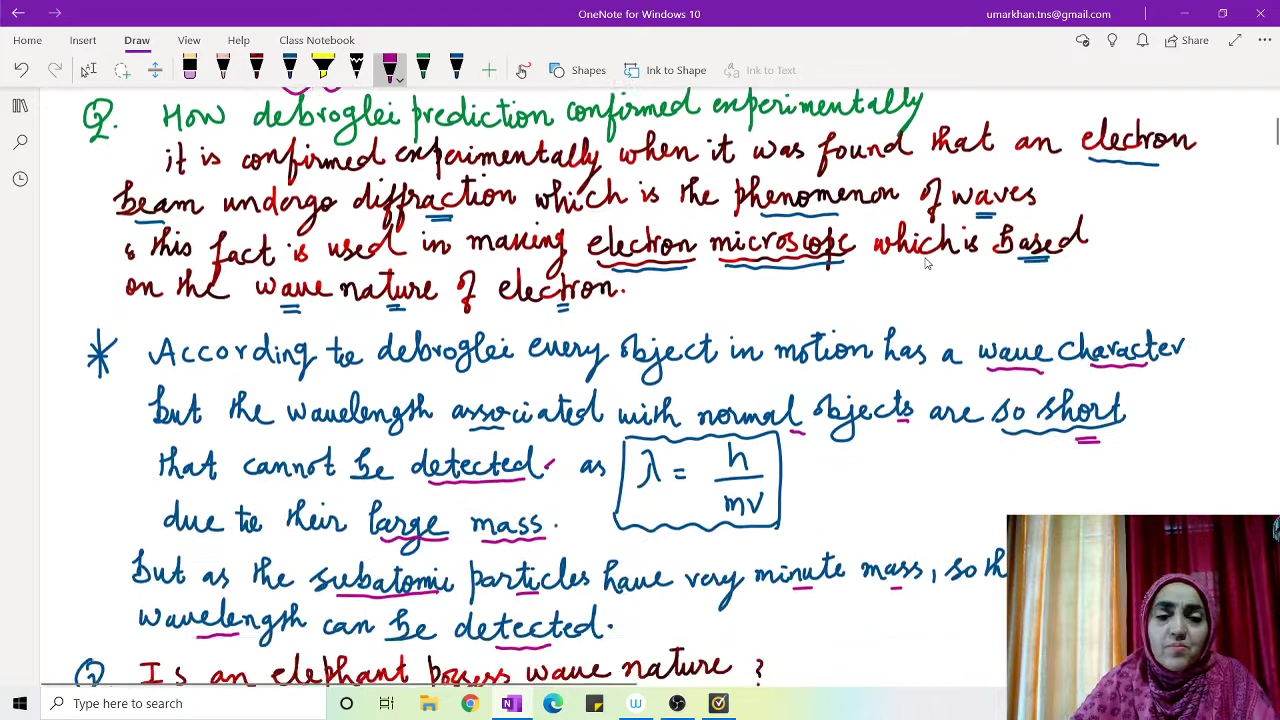 OneNote for Windows 10
umarkhan.tns@gmail.com
Home Insert Draw View Help Class Notebook
Share
Shapes Ink to Shape Ink to Text
Q. How debroglei prediction confirmed experimentally
it is confirmed experimentally when it was found that an electron
beam undergo diffraction which is the phenomenon of waves
& this fact is used in making electron microscope which is Based
on the wave nature of electron.
* According to debroglei every object in motion has a wave character
but the wavelength associated with normal objects are so short
that cannot be detected as λ = h/mv
due to their large mass.
But as the subatomic particles have very minute mass, so th
wavelength can be detected.
Q Is an elephant possess wave nature ?
Type here to search